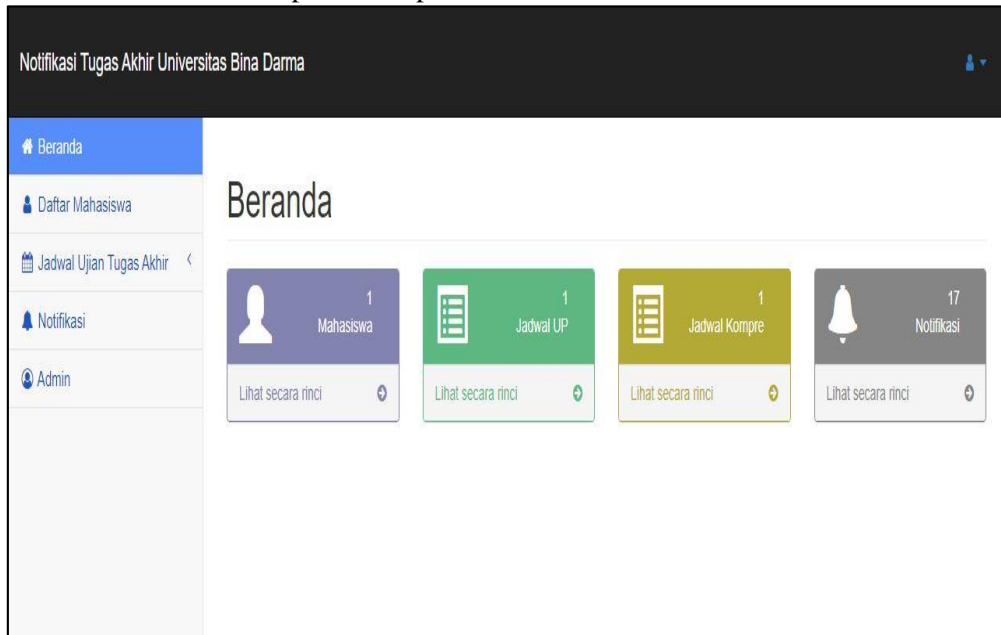 Notifikasi Tugas Akhir Universitas Bina Darma
Beranda
Daftar Mahasiswa
Jadwal Ujian Tugas Akhir
Notifikasi
Admin
Beranda
1
Mahasiswa
Lihat secara rinci
1
Jadwal UP
Lihat secara rinci
1
Jadwal Kompre
Lihat secara rinci
17
Notifikasi
Lihat secara rinci